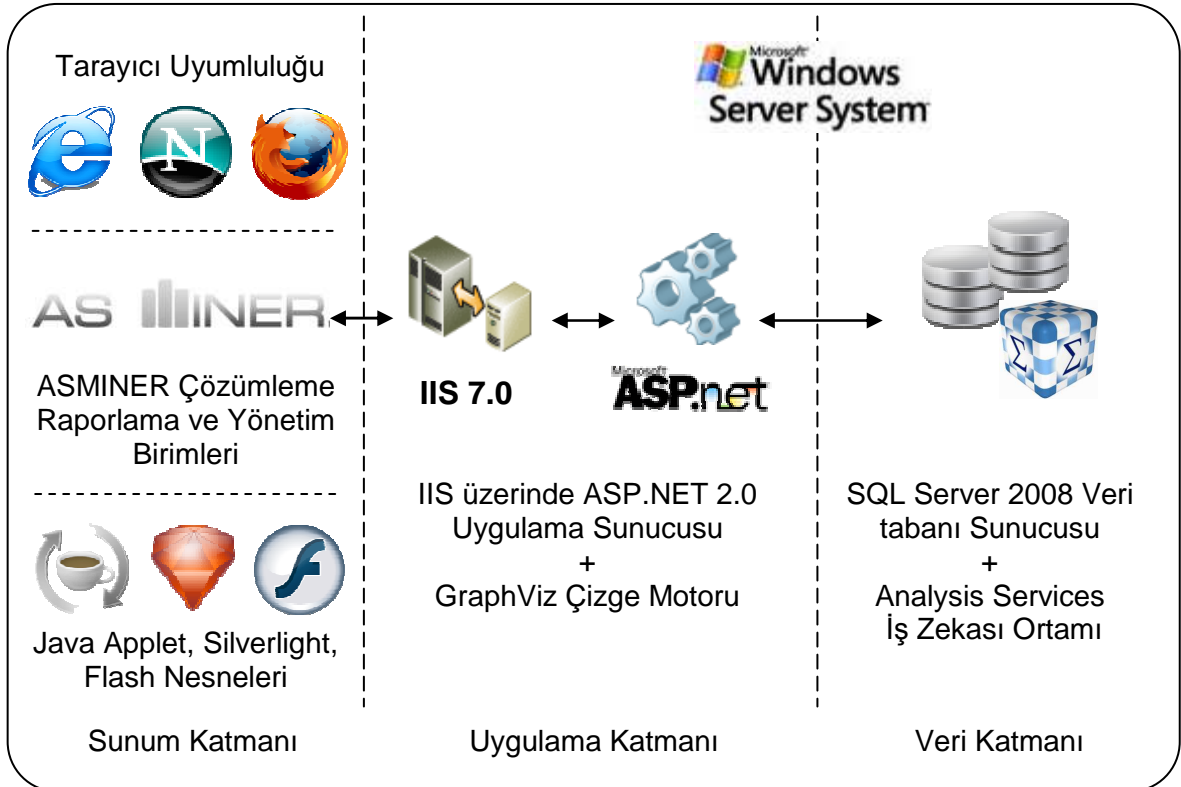 Tarayıcı Uyumluluğu
N
AS MINER
ASMINER Çözümleme
Raporlama ve Yönetim
Birimleri
Java Applet, Silverlight,
Flash Nesneleri
Sunum Katmanı
Microsoft
Windows
Server System
IIS 7.0
Microsoft
ASP.net
IIS üzerinde ASP.NET 2.0
Uygulama Sunucusu
+
GraphViz Çizge Motoru
Uygulama Katmanı
Σ Σ
SQL Server 2008 Veri
tabanı Sunucusu
+
Analysis Services
İş Zekası Ortamı
Veri Katmanı